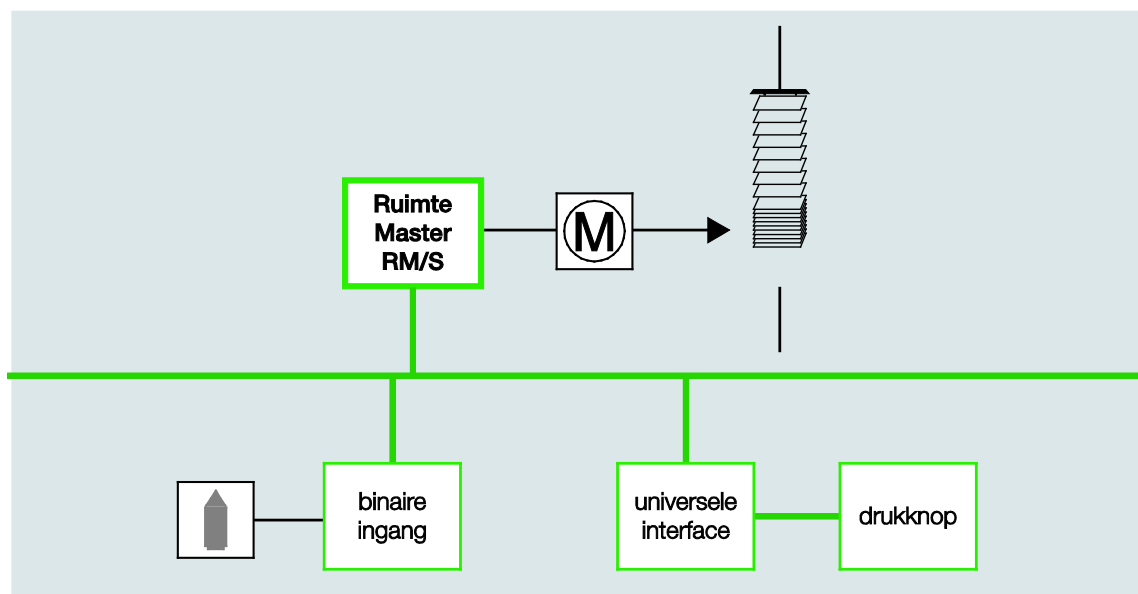 Ruimte
Master
RM/S
M
binaire
ingang
universele
interface
drukknop